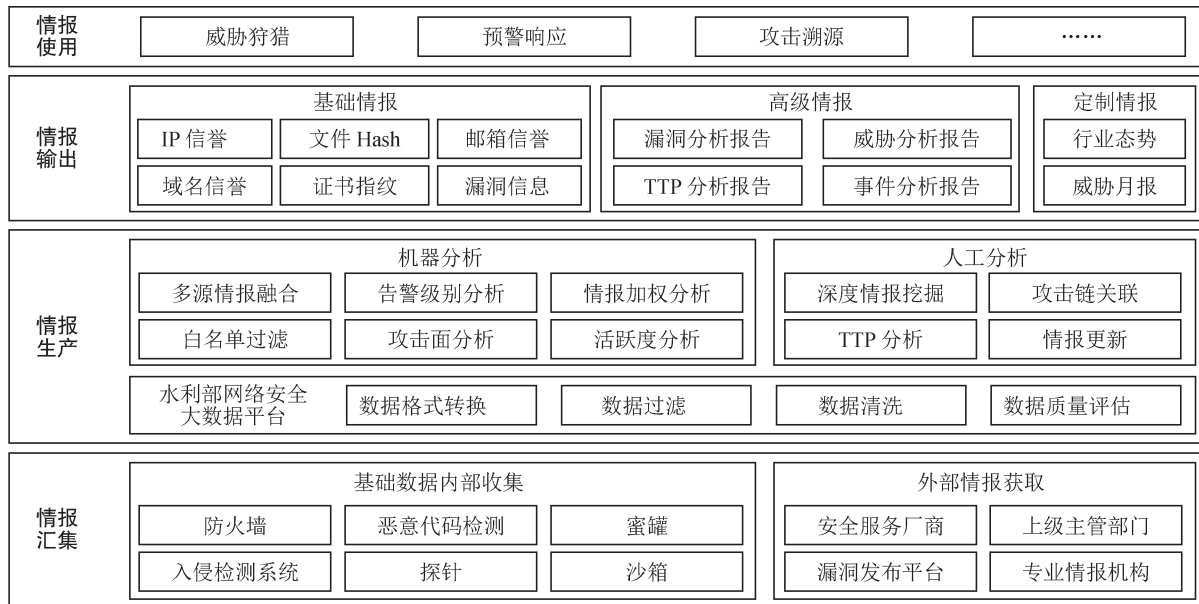 情报
使用
威胁狩猎
预警响应
攻击溯源
……
情报
输出
基础情报
IP 信誉
文件 Hash
邮箱信誉
域名信誉
证书指纹
漏洞信息
高级情报
漏洞分析报告
威胁分析报告
TTP 分析报告
事件分析报告
定制情报
行业态势
威胁月报
情报
生产
机器分析
多源情报融合
告警级别分析
情报加权分析
白名单过滤
攻击面分析
活跃度分析
人工分析
深度情报挖掘
攻击链关联
TTP 分析
情报更新
水利部网络安全
大数据平台
数据格式转换
数据过滤
数据清洗
数据质量评估
情报
汇集
基础数据内部收集
防火墙
恶意代码检测
蜜罐
入侵检测系统
探针
沙箱
外部情报获取
安全服务厂商
上级主管部门
漏洞发布平台
专业情报机构